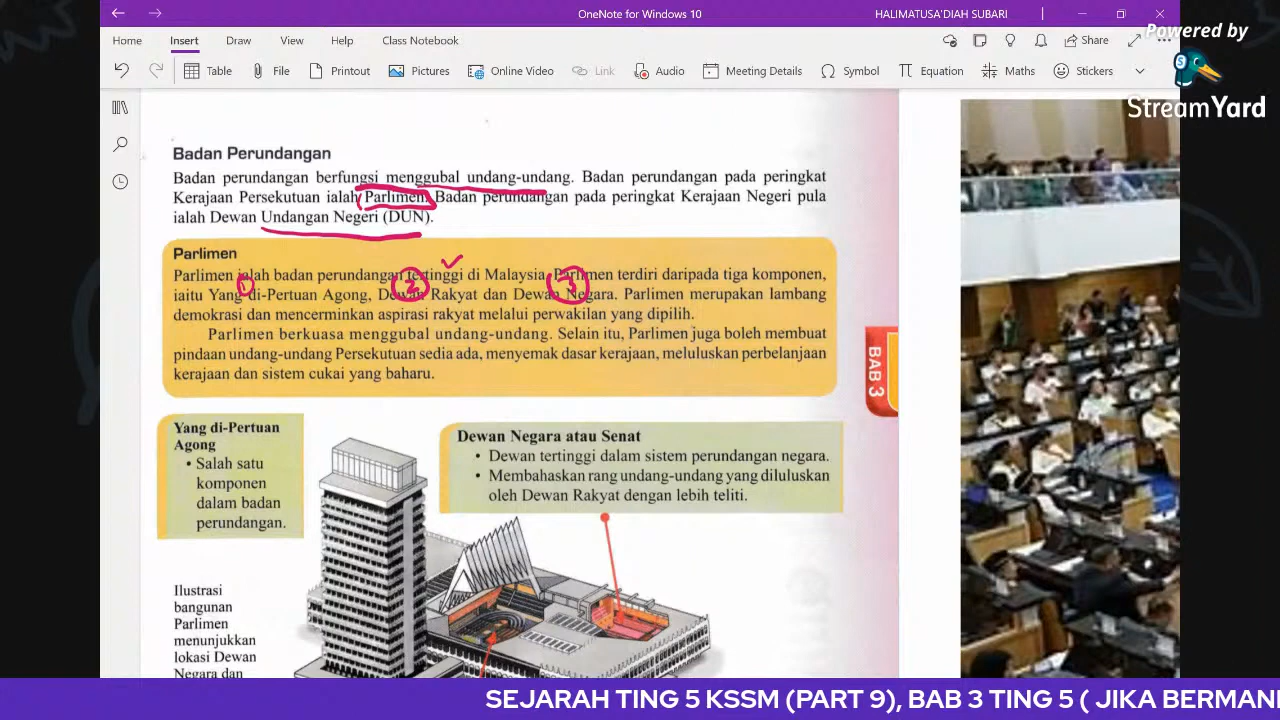 OneNote for Windows 10
HALIMATUSA'DIAH SUBARI
Powered by
StreamYard
Home Insert Draw View Help Class Notebook Share
Table File Printout Pictures Online Video Link Audio Meeting Details Symbol Equation Maths Stickers
Badan Perundangan
Badan perundangan berfungsi menggubal undang-undang. Badan perundangan pada peringkat
Kerajaan Persekutuan ialah Parlimen. Badan perundangan pada peringkat Kerajaan Negeri pula
ialah Dewan Undangan Negeri (DUN).
Parlimen
Parlimen ialah badan perundangan tertinggi di Malaysia. Parlimen terdiri daripada tiga komponen,
1 2 3
iaitu Yang di-Pertuan Agong, Dewan Rakyat dan Dewan Negara. Parlimen merupakan lambang
demokrasi dan mencerminkan aspirasi rakyat melalui perwakilan yang dipilih.
Parlimen berkuasa menggubal undang-undang. Selain itu, Parlimen juga boleh membuat
pindaan undang-undang Persekutuan sedia ada, menyemak dasar kerajaan, meluluskan perbelanjaan
kerajaan dan sistem cukai yang baharu.
BAB 3
Yang di-Pertuan
Agong
• Salah satu
komponen
dalam badan
perundangan.
Dewan Negara atau Senat
• Dewan tertinggi dalam sistem perundangan negara.
• Membahaskan rang undang-undang yang diluluskan
oleh Dewan Rakyat dengan lebih teliti.
Ilustrasi
bangunan
Parlimen
menunjukkan
lokasi Dewan
Negara dan
SEJARAH TING 5 KSSM (PART 9), BAB 3 TING 5 ( JIKA BERMAN